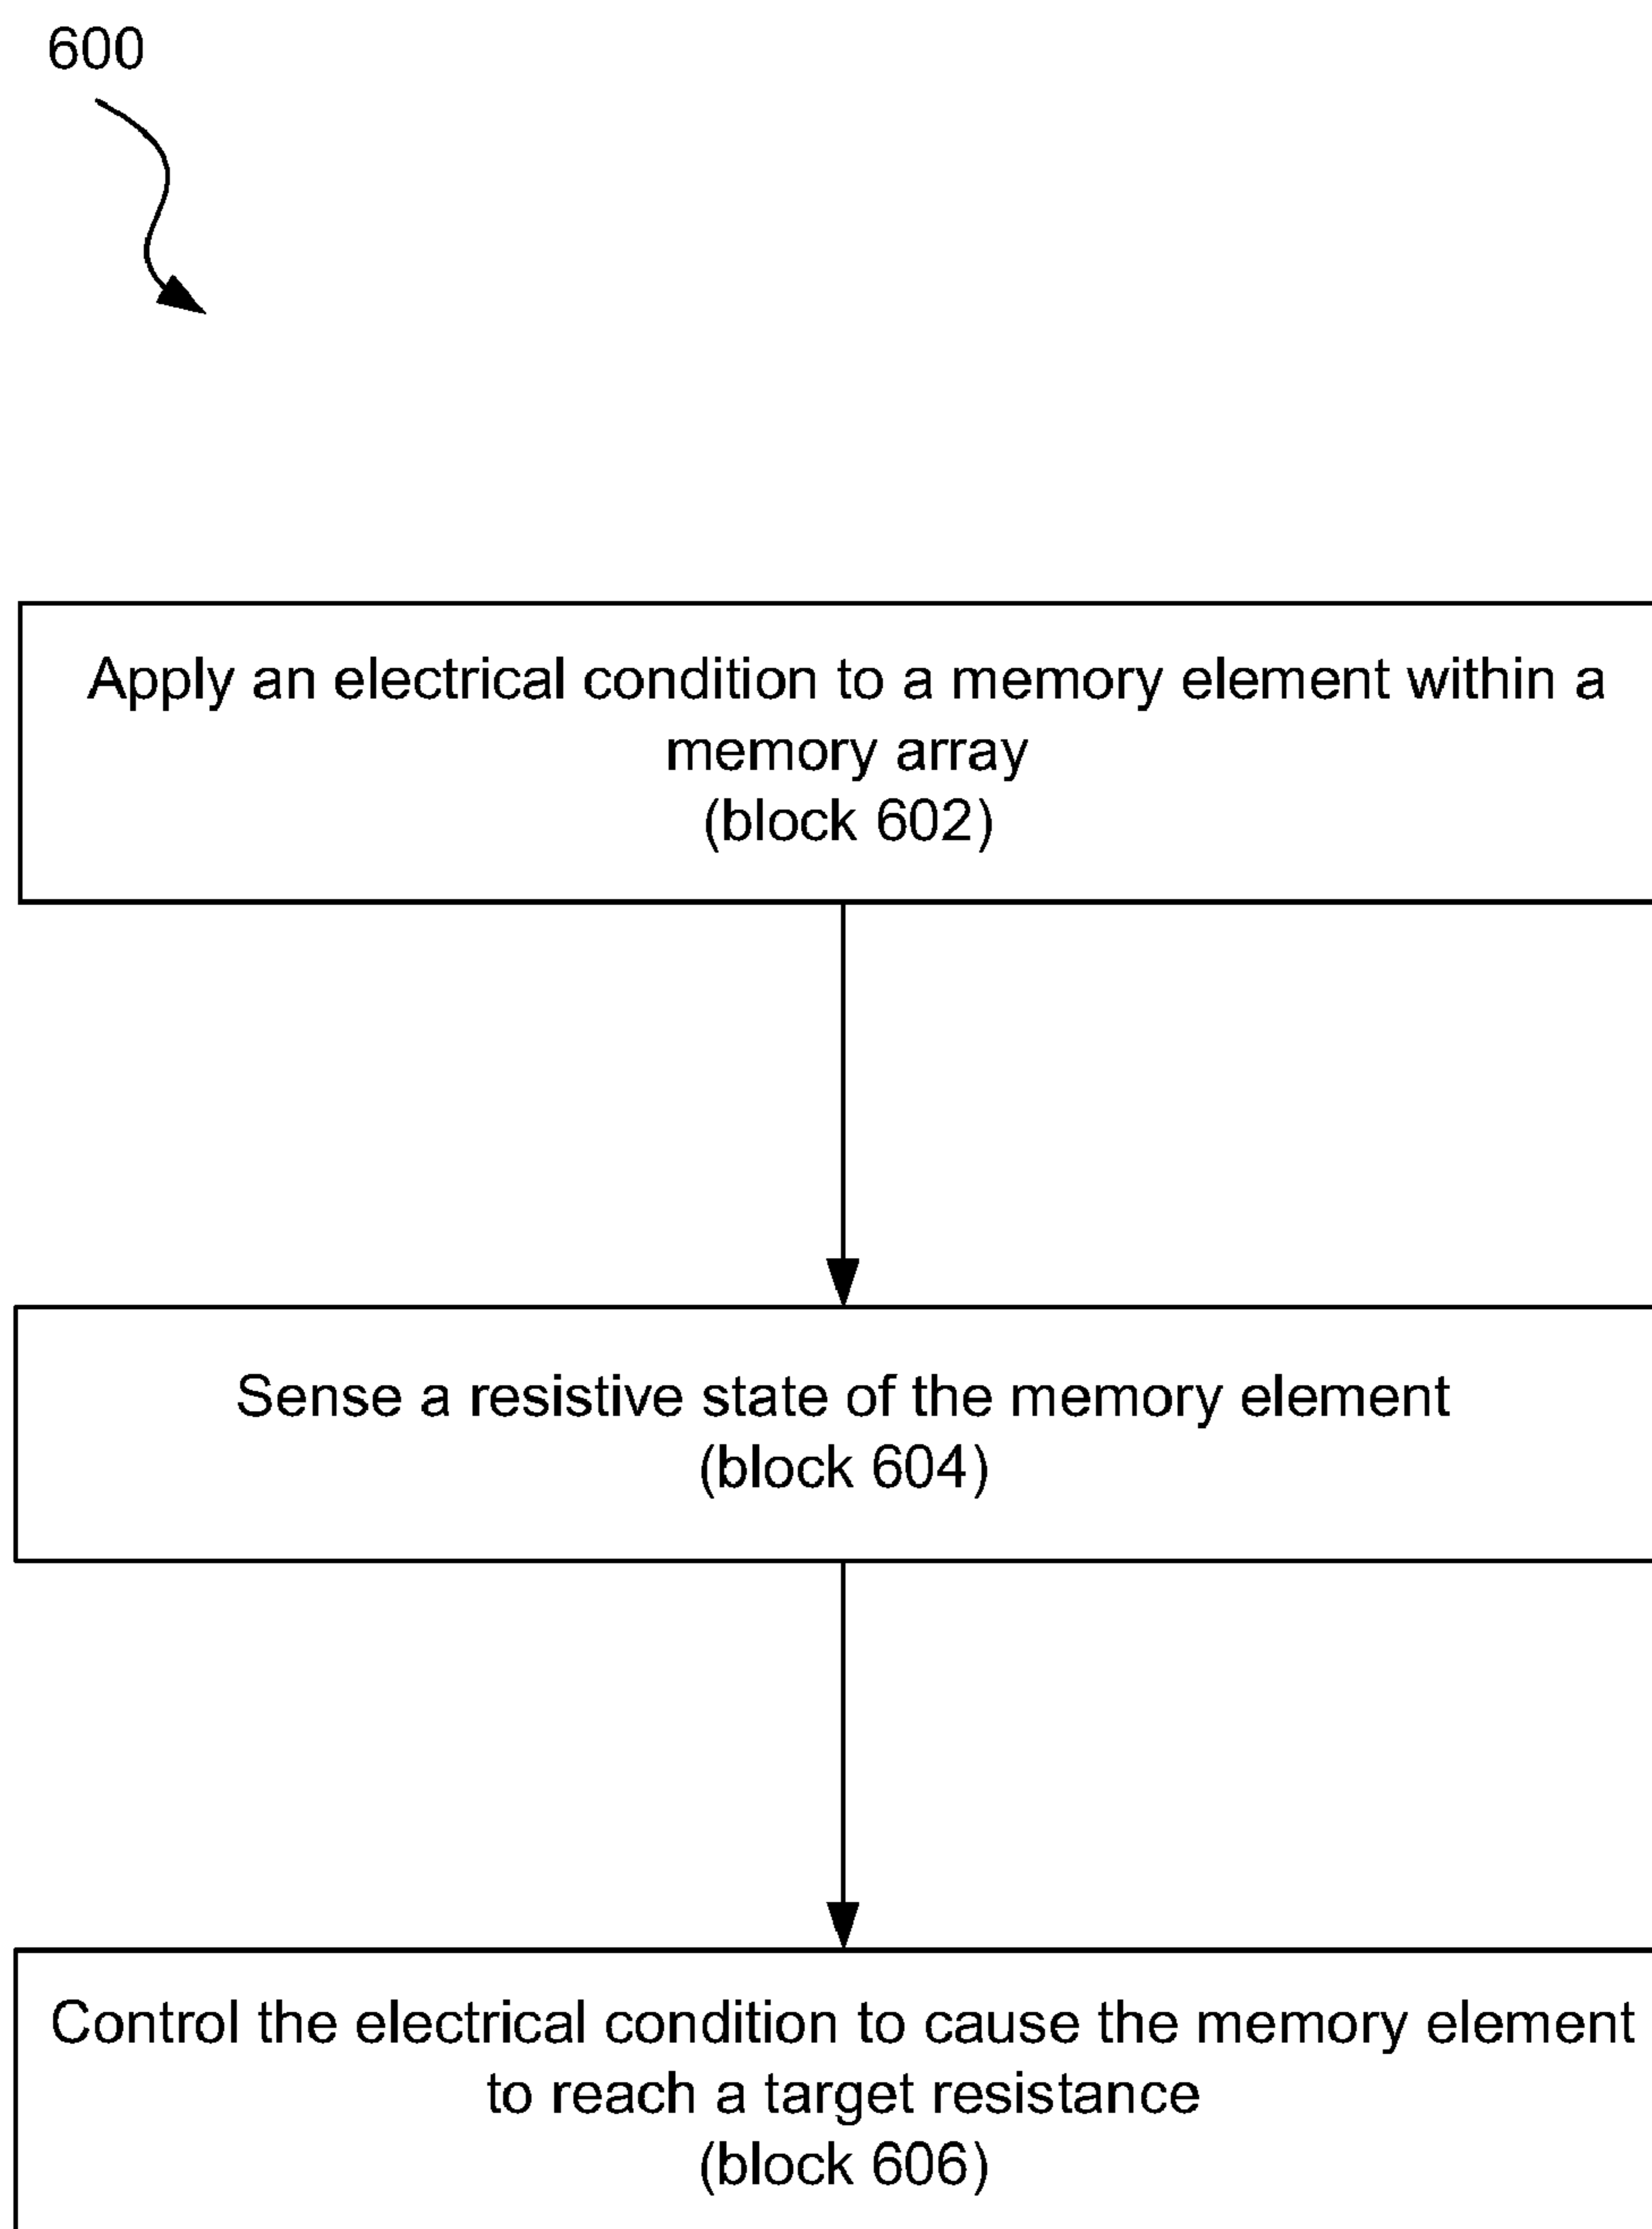 600
Apply an electrical condition to a memory element within a
memory array
(block 602)
Sense a resistive state of the memory element
(block 604)
Control the electrical condition to cause the memory element
to reach a target resistance
(block 606)